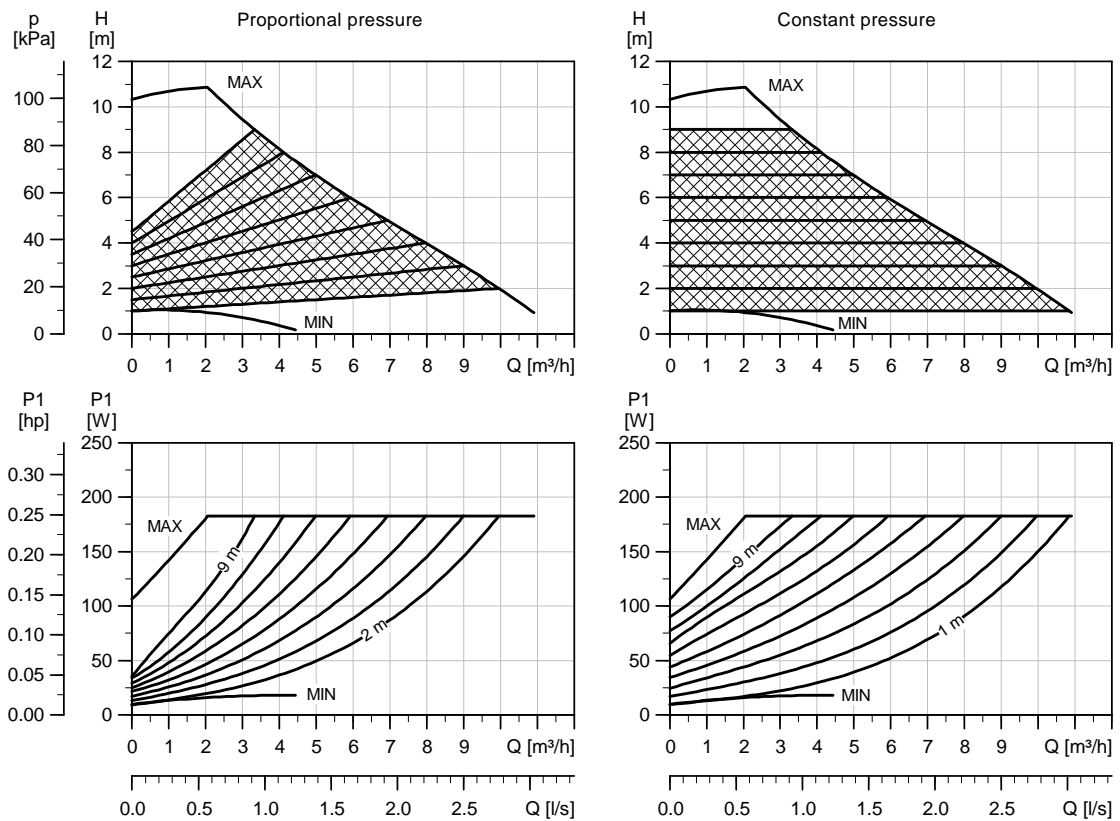 p H Proportional pressure H Constant pressure
[kPa] [m] [m]
12 12
MAX MAX
100 10 10
80 8 8
60 6 6
40 4 4
20 2 2
MIN MIN
0 0 0
0 1 2 3 4 5 6 7 8 9 Q [m³/h] 0 1 2 3 4 5 6 7 8 9 Q [m³/h]
P1 P1 P1
[hp] [W] [W]
250 250
0.30
200 200
0.25 MAX MAX
0.20 150 9 m 150 9 m
0.15
100 100
0.10 2 m 1 m
0.05 50 50
MIN MIN
0.00 0 0
0 1 2 3 4 5 6 7 8 9 Q [m³/h] 0 1 2 3 4 5 6 7 8 9 Q [m³/h]
0.0 0.5 1.0 1.5 2.0 2.5 Q [l/s] 0.0 0.5 1.0 1.5 2.0 2.5 Q [l/s]